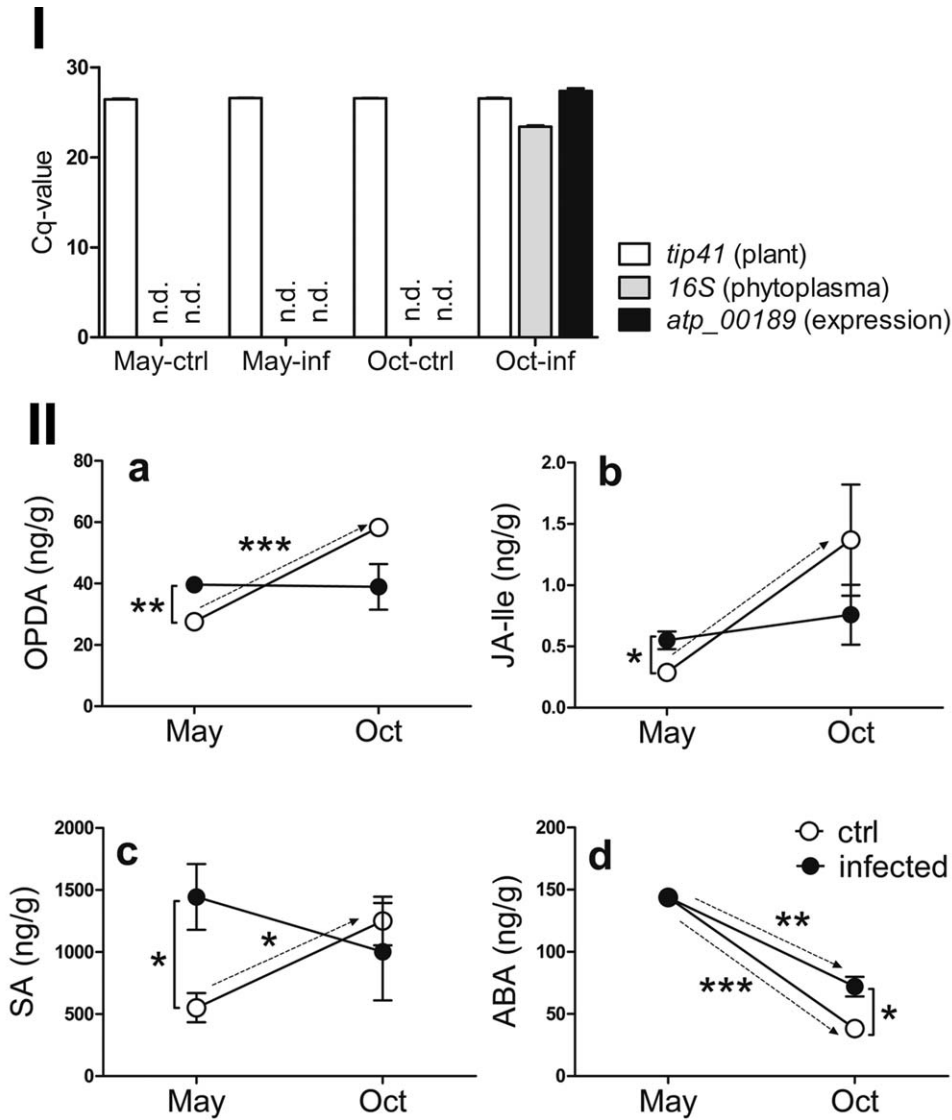 I
30
20
10
0
Cq-value
n.d.
n.d.
n.d.
n.d.
n.d.
n.d.
May-ctrl
May-inf
Oct-ctrl
Oct-inf
tip41 (plant)
16S (phytoplasma)
atp_00189 (expression)
II
a
80
60
40
20
0
OPDA (ng/g)
***
**
May
Oct
b
2.0
1.5
1.0
0.5
0.0
JA-Ile (ng/g)
*
May
Oct
c
2000
1500
1000
500
0
SA (ng/g)
*
*
May
Oct
d
200
150
100
50
0
ABA (ng/g)
ctrl
infected
**
***
*
May
Oct